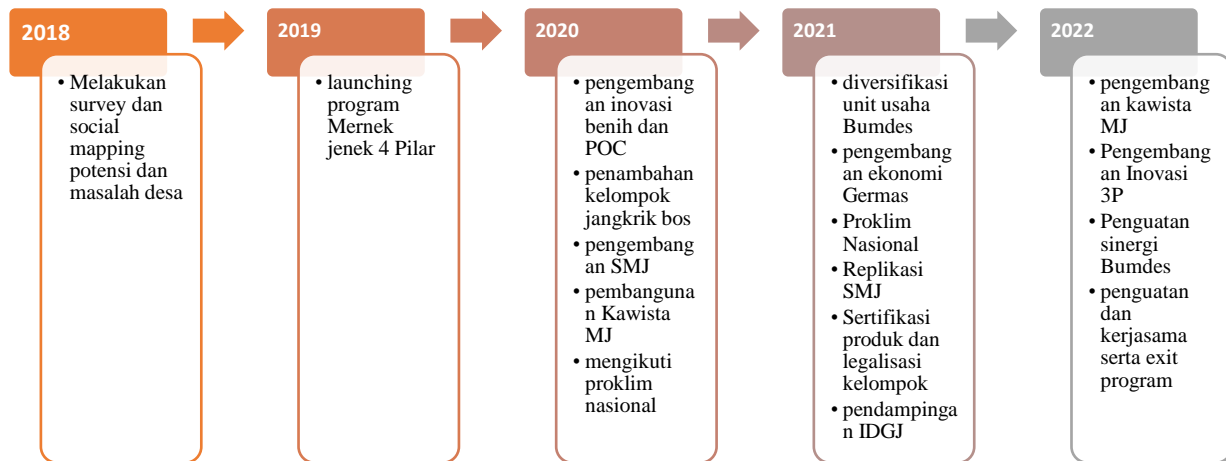 2018
• Melakukan
survey dan
social
mapping
potensi dan
masalah desa
2019
• launching
program
Mernek
jenek 4 Pilar
2020
• pengembang
an inovasi
benih dan
POC
• penambahan
kelompok
jangkrik bos
• pengembang
an SMJ
• pembanguna
n Kawista
MJ
• mengikuti
proklim
nasional
2021
• diversifikasi
unit usaha
Bumdes
• pengembang
an ekonomi
Germas
• Proklim
Nasional
• Replikasi
SMJ
• Sertifikasi
produk dan
legalisasi
kelompok
• pendampinga
n IDGJ
2022
• pengembang
an kawista
MJ
• Pengembang
an Inovasi
3P
• Penguatan
sinergi
Bumdes
• penguatan
dan
kerjasama
serta exit
program